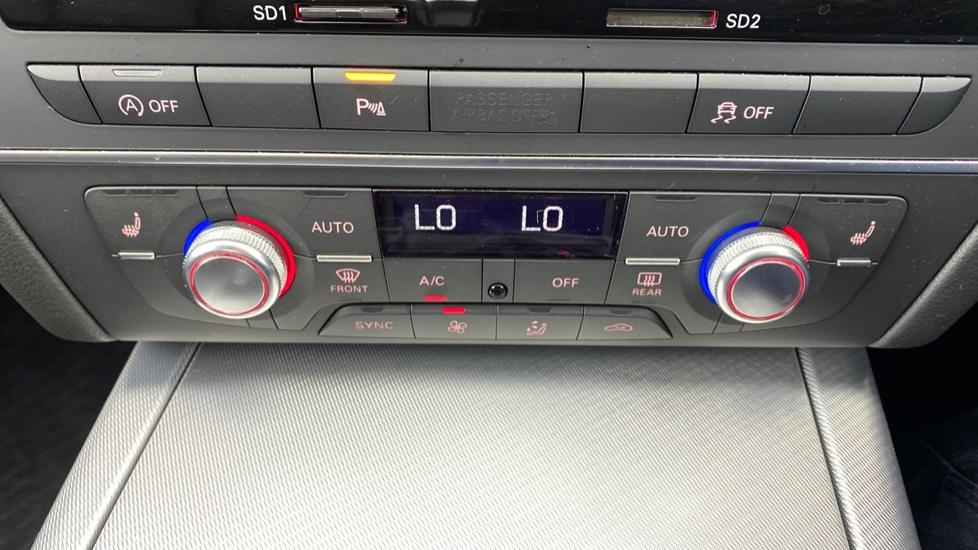 SD1 SD2
A OFF P PASSENGER OFF
AIRBAG OFF
AUTO LO LO AUTO
FRONT A/C OFF REAR
SYNC